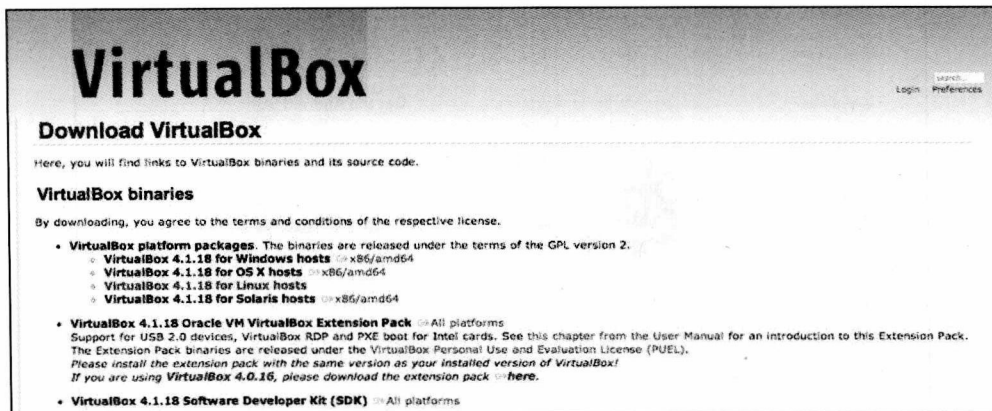 VirtualBox
search...
Login Preferences
Download VirtualBox
Here, you will find links to VirtualBox binaries and its source code.
VirtualBox binaries
By downloading, you agree to the terms and conditions of the respective license.
• VirtualBox platform packages. The binaries are released under the terms of the GPL version 2.
VirtualBox 4.1.18 for Windows hosts x86/amd64
VirtualBox 4.1.18 for OS X hosts x86/amd64
VirtualBox 4.1.18 for Linux hosts
VirtualBox 4.1.18 for Solaris hosts x86/amd64
• VirtualBox 4.1.18 Oracle VM VirtualBox Extension Pack All platforms
Support for USB 2.0 devices, VirtualBox RDP and PXE boot for Intel cards. See this chapter from the User Manual for an introduction to this Extension Pack.
The Extension Pack binaries are released under the VirtualBox Personal Use and Evaluation License (PUEL).
Please install the extension pack with the same version as your installed version of VirtualBox!
If you are using VirtualBox 4.0.16, please download the extension pack here.
• VirtualBox 4.1.18 Software Developer Kit (SDK) All platforms